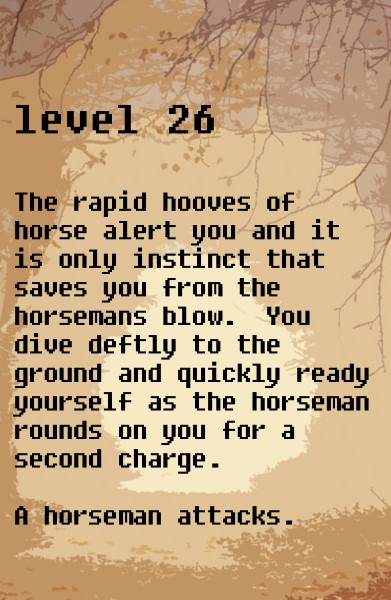 level 26
The rapid hooves of
horse alert you and it
is only instinct that
saves you from the
horsemans blow.  You
dive deftly to the
ground and quickly ready
yourself as the horseman
rounds on you for a
second charge.
A horseman attacks.